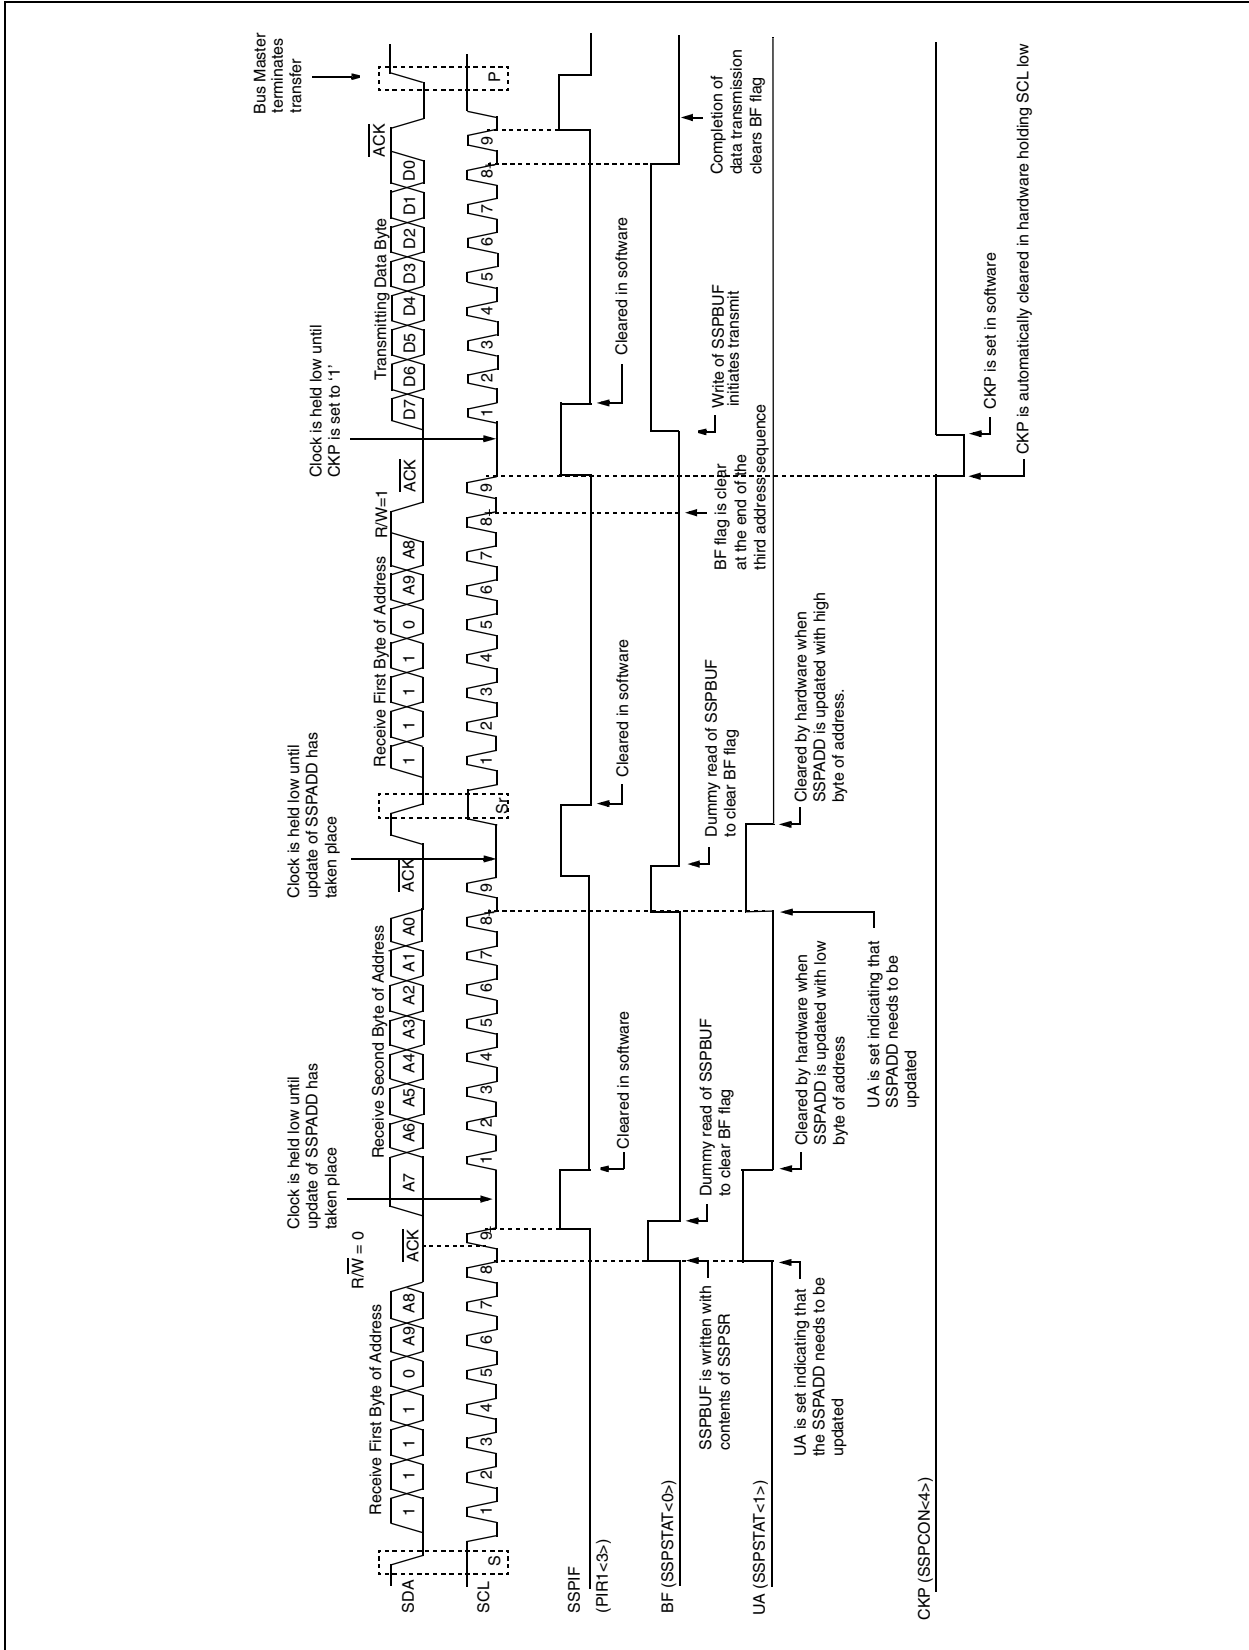 Bus Master
terminates
transfer
Clock is held low until
CKP is set to ‘1’
Clock is held low until
update of SSPADD has
taken place
Clock is held low until
update of SSPADD has
taken place
R/W = 0
Receive First Byte of Address
Receive Second Byte of Address
Receive First Byte of Address R/W=1
Transmitting Data Byte
ACK
ACK
ACK
ACK
SDA
1 1 1 1 0 A9 A8
A7 A6 A5 A4 A3 A2 A1 A0
1 1 1 1 0 A9 A8
D7 D6 D5 D4 D3 D2 D1 D0
SCL
S 1 2 3 4 5 6 7 8 9
1 2 3 4 5 6 7 8 9
Sr 1 2 3 4 5 6 7 8 9
1 2 3 4 5 6 7 8 9 P
SSPIF
(PIR1<3>)
Cleared in software
Cleared in software
Cleared in software
BF (SSPSTAT<0>)
SSPBUF is written with
contents of SSPSR
Dummy read of SSPBUF
to clear BF flag
Dummy read of SSPBUF
to clear BF flag
BF flag is clear
at the end of the
third address sequence
Write of SSPBUF
initiates transmit
Completion of
data transmission
clears BF flag
UA (SSPSTAT<1>)
UA is set indicating that
the SSPADD needs to be
updated
Cleared by hardware when
SSPADD is updated with low
byte of address
UA is set indicating that
SSPADD needs to be
updated
Cleared by hardware when
SSPADD is updated with high
byte of address.
CKP (SSPCON<4>)
CKP is set in software
CKP is automatically cleared in hardware holding SCL low